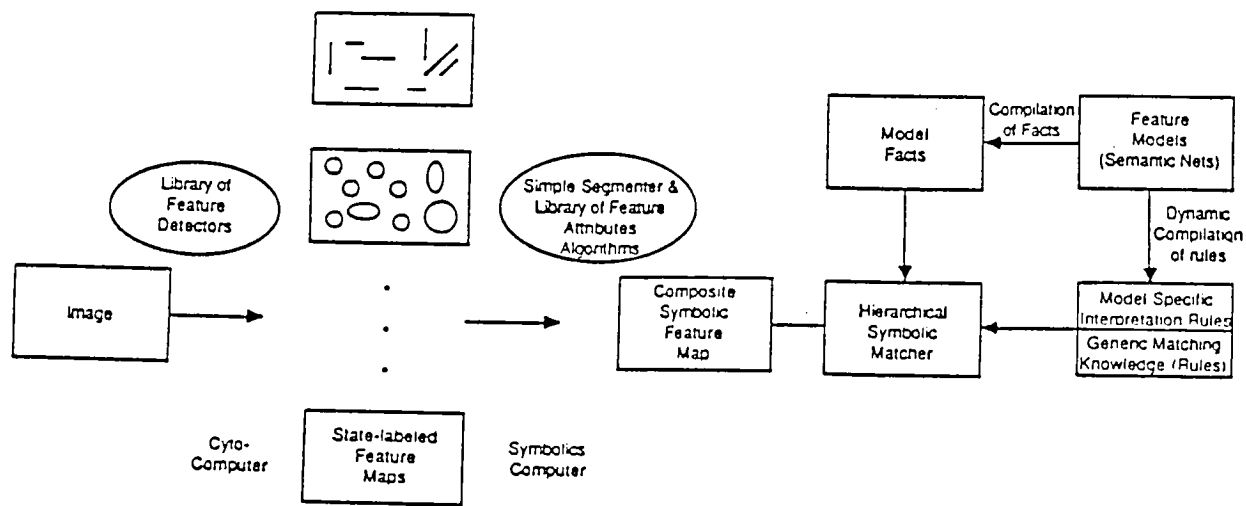 Library of
Feature
Detectors
Image
Cyto-
Computer
State-labeled
Feature
Maps
Simple Segmenter &
Library of Feature
Attributes
Algorithms
Symbolics
Computer
Composite
Symbolic
Feature
Map
Model
Facts
Compilation
of Facts
Feature
Models
(Semantic Nets)
Dynamic
Compilation
of rules
Hierarchical
Symbolic
Matcher
Model Specific
Interpretation Rules
Generic Matching
Knowledge (Rules)